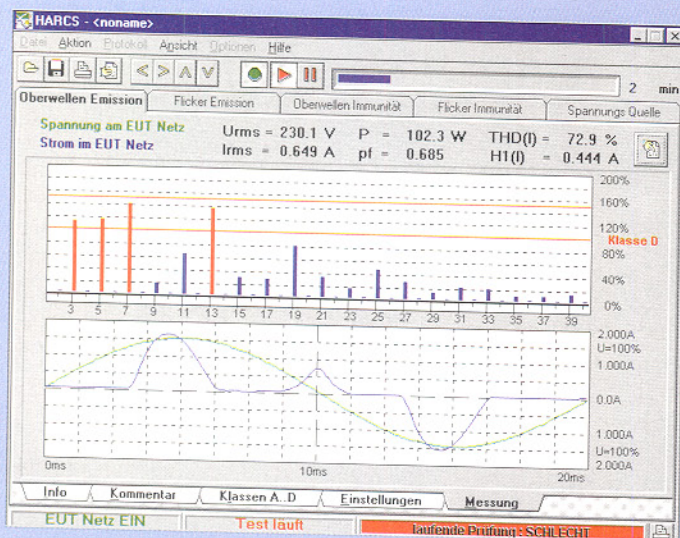 HARCS - <noname>
Datei Aktion Protokoll Ansicht Optionen Hilfe
2 min
Oberwellen Emission Flicker Emission Oberwellen Immunität Flicker Immunität Spannungs Quelle
Spannung am EUT Netz Urms = 230.1 V P = 102.3 W THD(I) = 72.9 %
Strom im EUT Netz Irms = 0.649 A pf = 0.685 H1(I) = 0.444 A
200%
160%
120%
Klasse D
80%
40%
0%
3 5 7 9 11 13 15 17 19 21 23 25 27 29 31 33 35 37 39
2.000A
U=100%
1.000A
0.0A
1.000A
U=100%
2.000A
0ms 10ms 20ms
Info Kommentar Klassen A..D Einstellungen Messung
EUT Netz EIN Test läuft laufende Prüfung : SCHLECHT